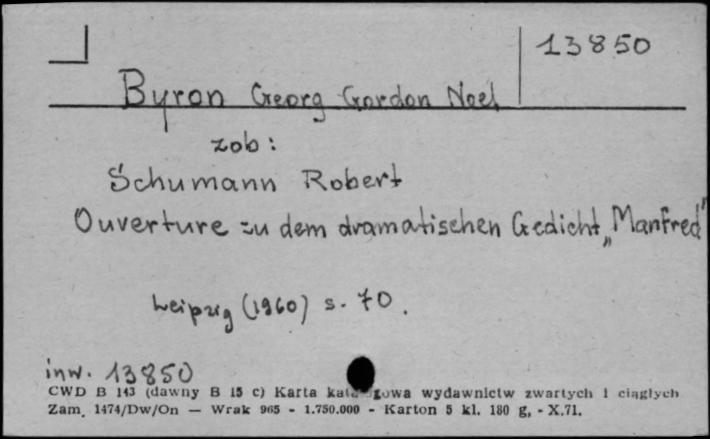 13850
Byron Georg Gordon Noel
zob:
Schumann Robert
Ouverture zu dem dramatischen Gedicht „Manfred"
Leipzig (1960) s. 70.
inw. 13850
CWD B 143 (dawny B 15 c) Karta katalogowa wydawnictw zwartych i ciągłych
Zam. 1474/Dw/On — Wrak 965 - 1.750.000 - Karton 5 kl. 180 g, - X.71.